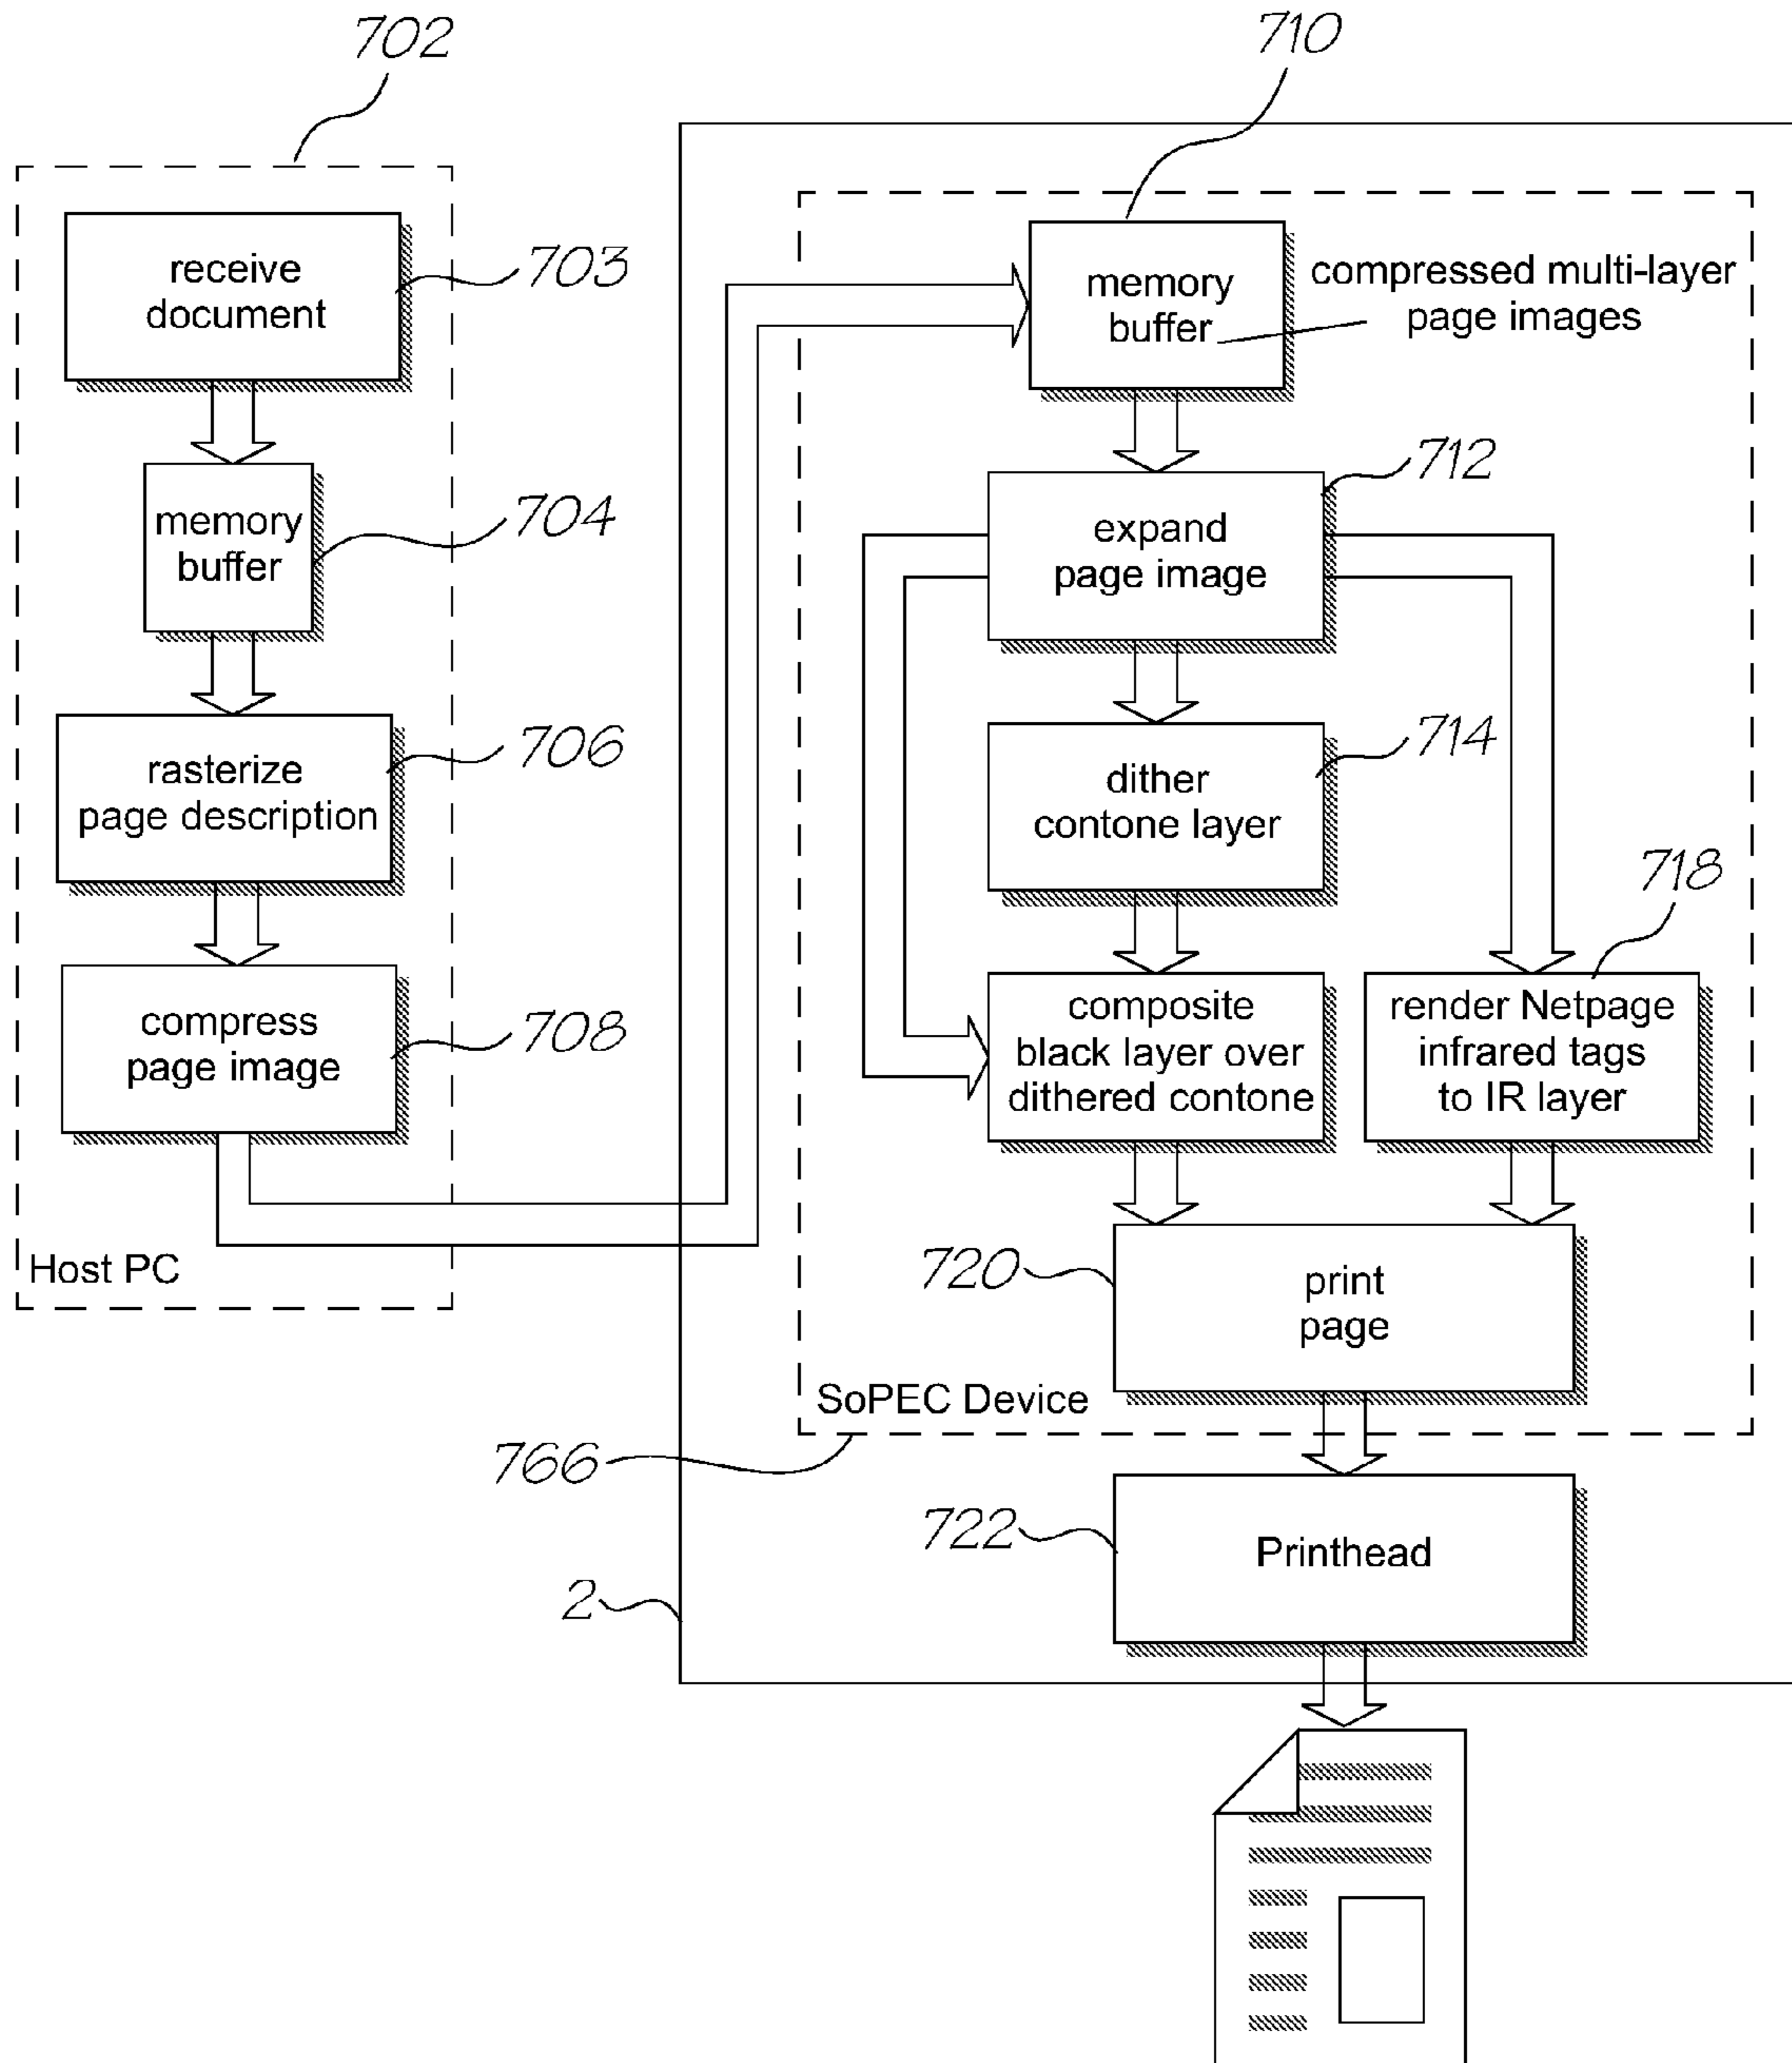 702
710
receive
document
703
memory
buffer
compressed multi-layer
page images
memory
buffer
704
expand
page image
712
rasterize
page description
706
dither
contone layer
714
718
compress
page image
708
composite
black layer over
dithered contone
render Netpage
infrared tags
to IR layer
Host PC
720
print
page
SoPEC Device
766
722
Printhead
2